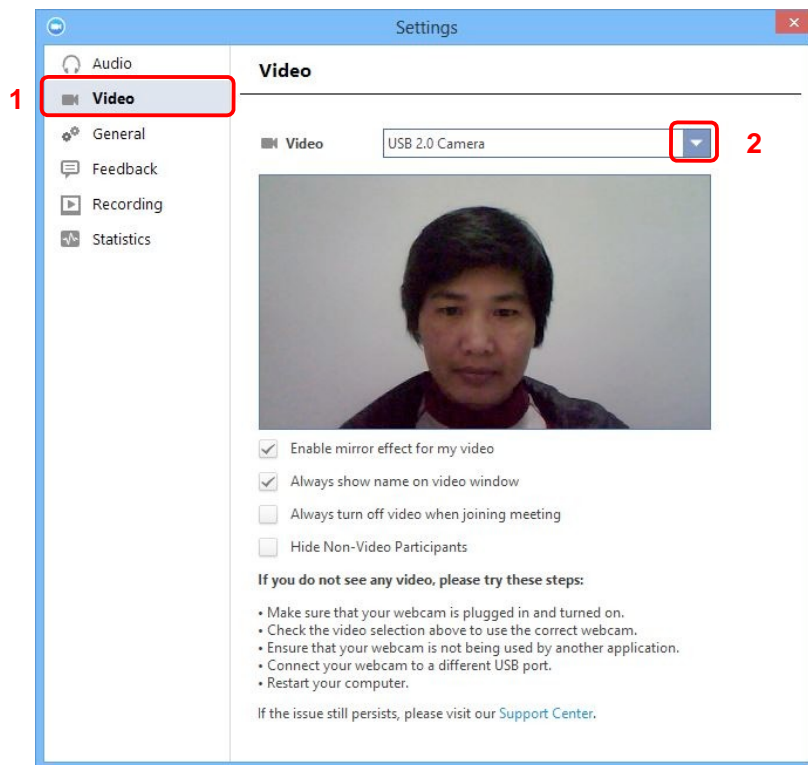 Settings
×
Audio
Video
1
Video
General
Feedback
Recording
Statistics
Video
USB 2.0 Camera
2
Enable mirror effect for my video
Always show name on video window
Always turn off video when joining meeting
Hide Non-Video Participants
If you do not see any video, please try these steps:
• Make sure that your webcam is plugged in and turned on.
• Check the video selection above to use the correct webcam.
• Ensure that your webcam is not being used by another application.
• Connect your webcam to a different USB port.
• Restart your computer.
If the issue still persists, please visit our Support Center.